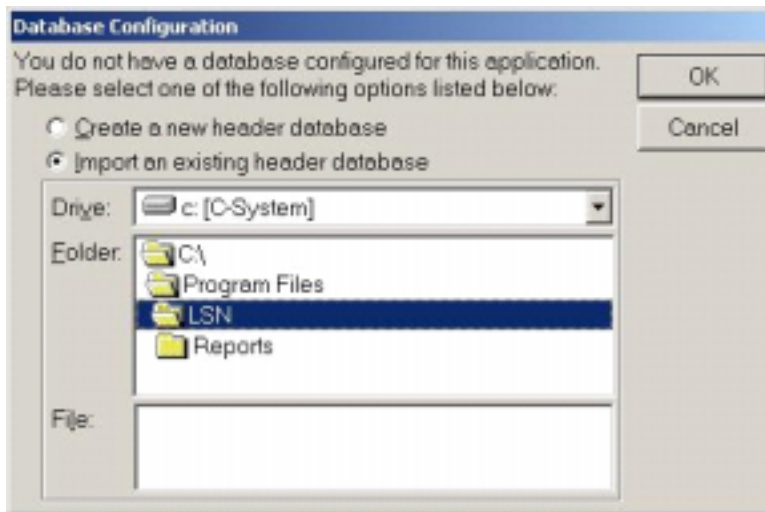 Database Configuration
You do not have a database configured for this application.
Please select one of the following options listed below:
OK
Cancel
Create a new header database
Import an existing header database
Drive:
c: [C-System]
Folder:
C:\
Program Files
LSN
Reports
File: